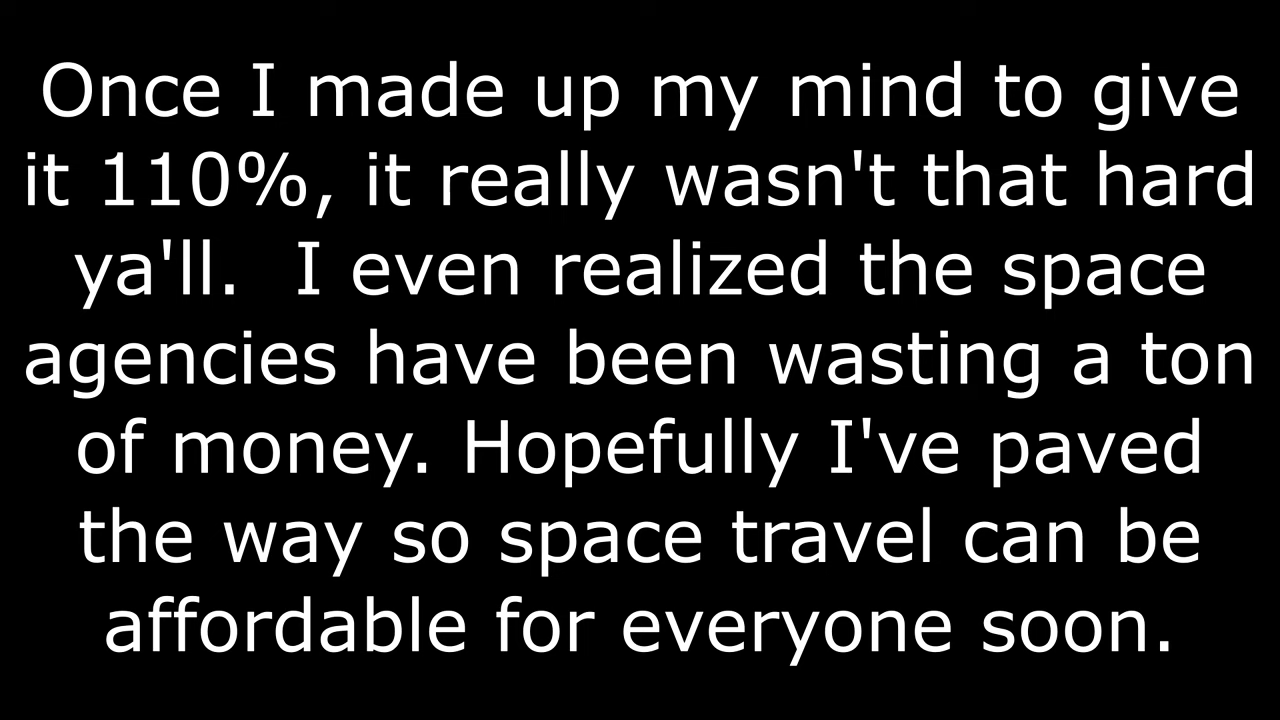 Once I made up my mind to give
it 110%, it really wasn't that hard
ya'll.  I even realized the space
agencies have been wasting a ton
of money. Hopefully I've paved
the way so space travel can be
affordable for everyone soon.